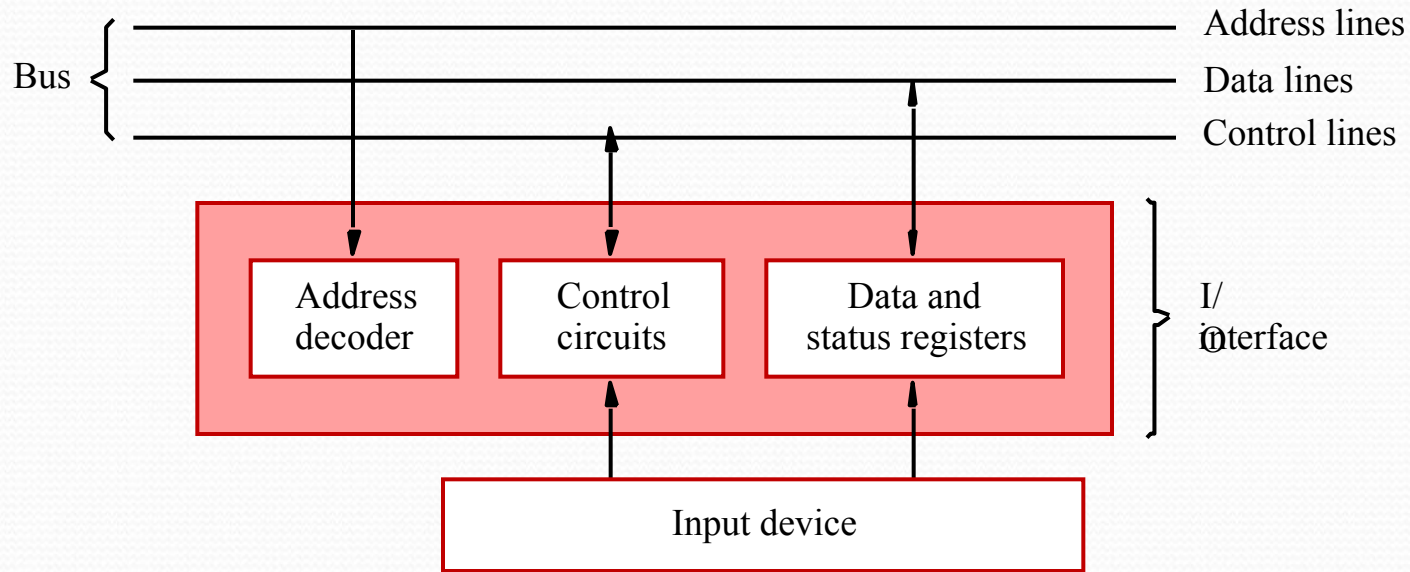 Address lines
Bus
Data lines
Control lines
Address
decoder
Control
circuits
Data and
status registers
I/
O
interface
Input device